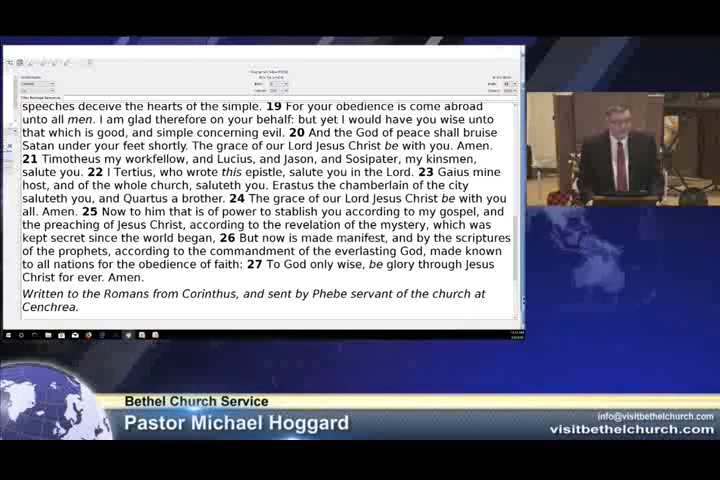 speeches deceive the hearts of the simple. 19 For your obedience is come abroad
unto all men. I am glad therefore on your behalf: but yet I would have you wise unto
that which is good, and simple concerning evil. 20 And the God of peace shall bruise
Satan under your feet shortly. The grace of our Lord Jesus Christ be with you. Amen.
21 Timotheus my workfellow, and Lucius, and Jason, and Sosipater, my kinsmen,
salute you. 22 I Tertius, who wrote this epistle, salute you in the Lord. 23 Gaius mine
host, and of the whole church, saluteth you. Erastus the chamberlain of the city
saluteth you, and Quartus a brother. 24 The grace of our Lord Jesus Christ be with you
all. Amen. 25 Now to him that is of power to stablish you according to my gospel, and
the preaching of Jesus Christ, according to the revelation of the mystery, which was
kept secret since the world began, 26 But now is made manifest, and by the scriptures
of the prophets, according to the commandment of the everlasting God, made known
to all nations for the obedience of faith: 27 To God only wise, be glory through Jesus
Christ for ever. Amen.
Written to the Romans from Corinthus, and sent by Phebe servant of the church at
Cenchrea.
Bethel Church Service
Pastor Michael Hoggard
info@visitbethelchurch.com
visitbethelchurch.com